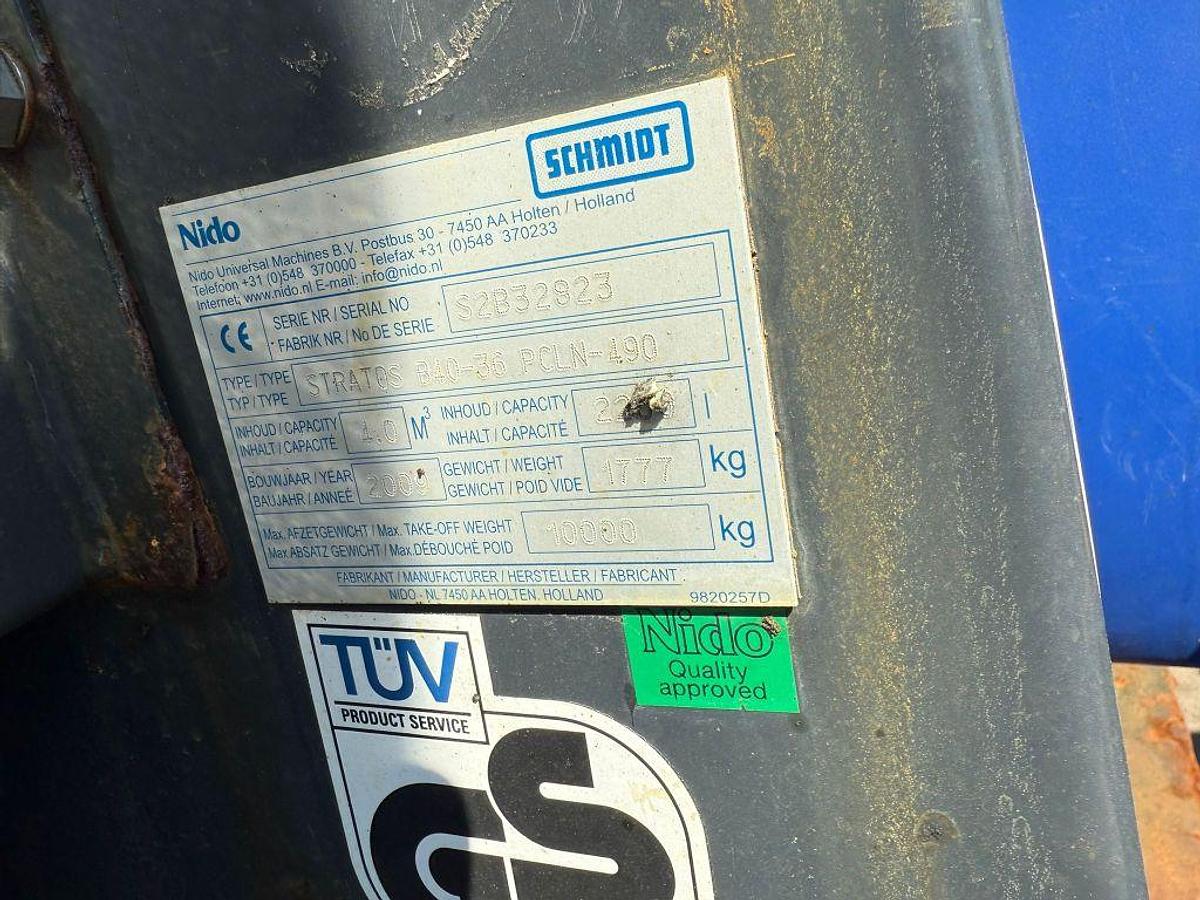 SCHMIDT
Nido
Nido Universal Machines B.V. Postbus 30 - 7450 AA Holten / Holland
Telefoon +31 (0)548 370000 - Telefax +31 (0)548 370233
Internet; www.nido.nl E-mail: info@nido.nl
CE SERIE NR / SERIAL NO
FABRIK NR / No DE SERIE
S2B32823
TYPE / TYPE
TYP / TYPE
STRATOS B40-36 PCLN-490
INHOUD / CAPACITY
INHALT / CAPACITÉ
4.0 M3
INHOUD / CAPACITY
INHALT / CAPACITÉ
l
BOUWJAAR / YEAR
BAUJAHR / ANNEÉ
GEWICHT / WEIGHT
GEWICHT / POID VIDE
1777 kg
Max. AFZETGEWICHT / Max. TAKE-OFF WEIGHT
Max ABSATZ GEWICHT / Max. DÉBOUCHÉ POID
10000 kg
FABRIKANT / MANUFACTURER / HERSTELLER / FABRICANT
NIDO - NL 7450 AA HOLTEN. HOLLAND
9820257D
TÜV
PRODUCT SERVICE
Nido
Quality
approved
GS